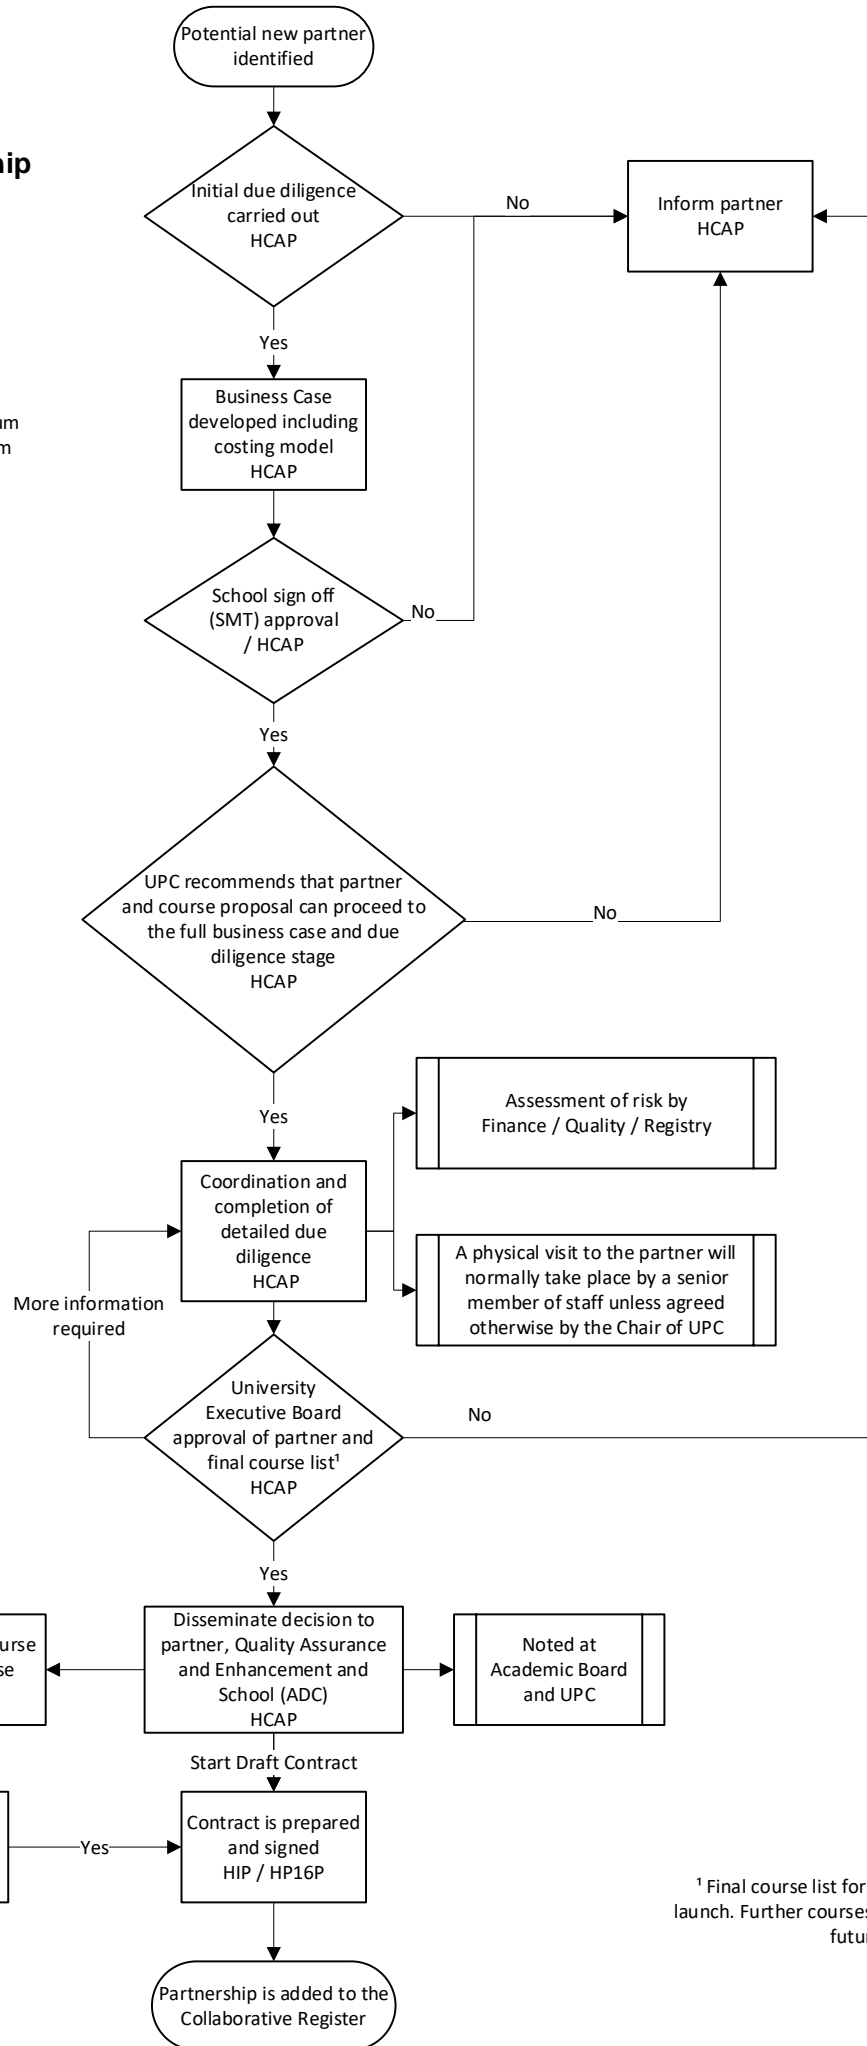 Potential new partner
identified
Initial due diligence
carried out
HCAP
No
Inform partner
HCAP
Yes
Business Case
developed including
costing model
HCAP
School sign off
(SMT) approval
/ HCAP
No
Yes
UPC recommends that partner
and course proposal can proceed to
the full business case and due
diligence stage
HCAP
No
Yes
Assessment of risk by
Finance / Quality / Registry
Coordination and
completion of
detailed due
diligence
HCAP
A physical visit to the partner will
normally take place by a senior
member of staff unless agreed
otherwise by the Chair of UPC
More information
required
University
Executive Board
approval of partner and
final course list¹
HCAP
No
Yes
Disseminate decision to
partner, Quality Assurance
and Enhancement and
School (ADC)
HCAP
Noted at
Academic Board
and UPC
Start Draft Contract
Yes
Contract is prepared
and signed
HIP / HP16P
¹ Final course list for
launch. Further courses
Partnership is added to the
Collaborative Register